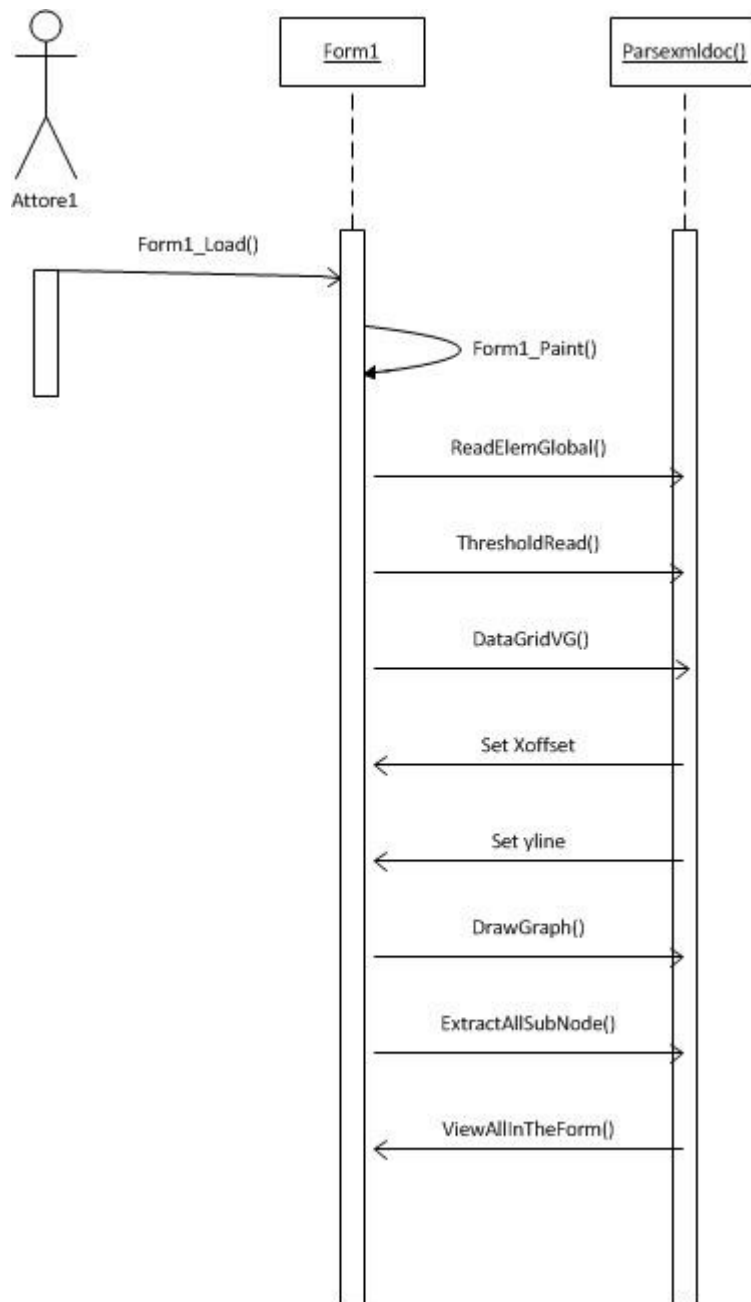 Form1
Parsexmldoc()
Attore1
Form1_Load()
Form1_Paint()
ReadElemGlobal()
ThresholdRead()
DataGridVG()
Set Xoffset
Set yline
DrawGraph()
ExtractAllSubNode()
ViewAllInTheForm()